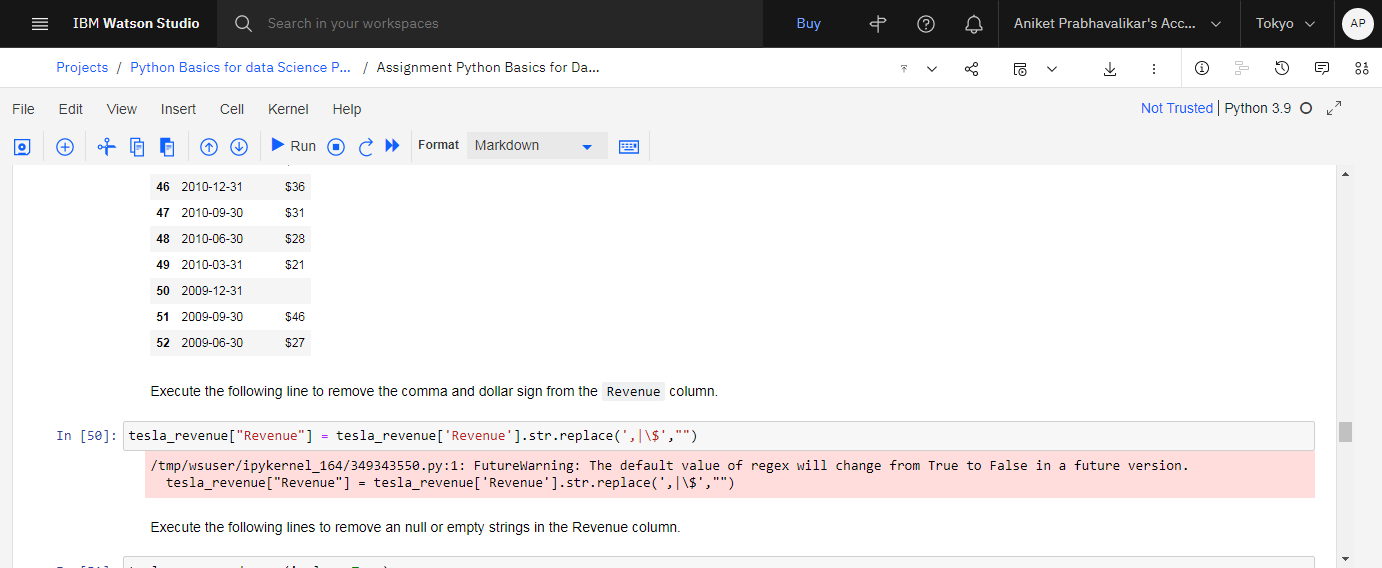 IBM Watson Studio
Search in your workspaces
Buy
Aniket Prabhavalikar's Acc...
Tokyo
AP
Projects / Python Basics for data Science P... / Assignment Python Basics for Da...
File Edit View Insert Cell Kernel Help
Not Trusted | Python 3.9
Run
Format
Markdown
46 2010-12-31 $36
47 2010-09-30 $31
48 2010-06-30 $28
49 2010-03-31 $21
50 2009-12-31
51 2009-09-30 $46
52 2009-06-30 $27
Execute the following line to remove the comma and dollar sign from the Revenue column.
In [50]: tesla_revenue["Revenue"] = tesla_revenue['Revenue'].str.replace(',|\$',"")
/tmp/wsuser/ipykernel_164/349343550.py:1: FutureWarning: The default value of regex will change from True to False in a future version.
tesla_revenue["Revenue"] = tesla_revenue['Revenue'].str.replace(',|\$',"")
Execute the following lines to remove an null or empty strings in the Revenue column.